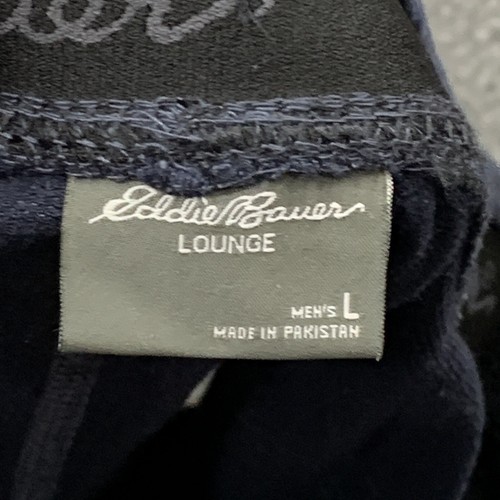 Eddie Bauer
LOUNGE
MEN'S L
MADE IN PAKISTAN